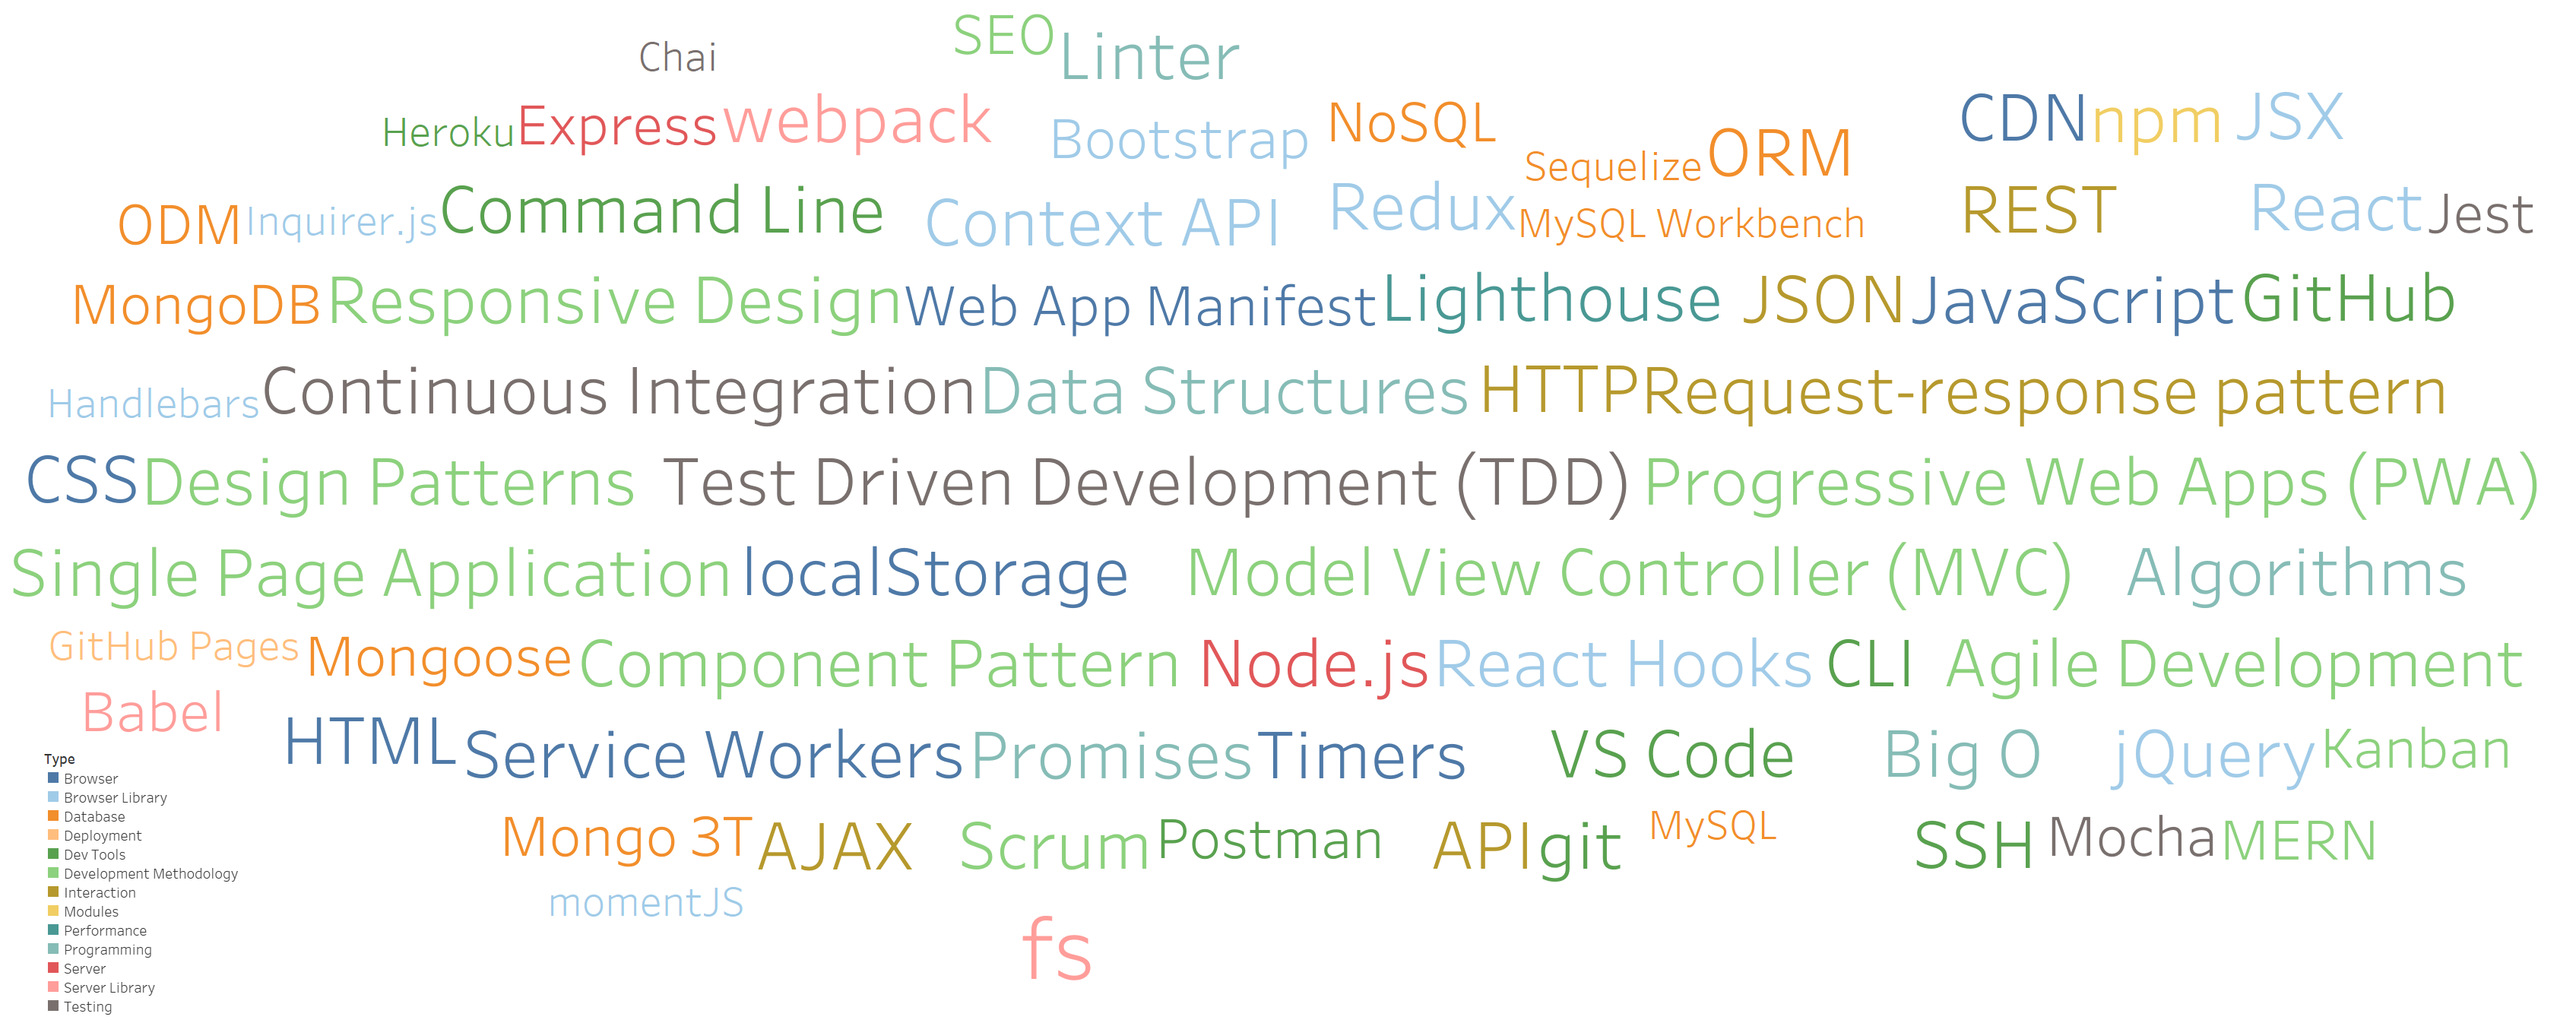 SEO Linter
Chai
Heroku Express webpack Bootstrap NoSQL Sequelize ORM CDN npm JSX
ODM Inquirer.js Command Line Context API Redux MySQL Workbench REST React Jest
MongoDB Responsive Design Web App Manifest Lighthouse JSON JavaScript GitHub
Handlebars Continuous Integration Data Structures HTTP Request-response pattern
CSS Design Patterns Test Driven Development (TDD) Progressive Web Apps (PWA)
Single Page Application localStorage Model View Controller (MVC) Algorithms
GitHub Pages Mongoose Component Pattern Node.js React Hooks CLI Agile Development
Babel
HTML Service Workers Promises Timers VS Code Big O jQuery Kanban
Mongo 3T AJAX Scrum Postman API git MySQL SSH Mocha MERN
momentJS
fs
Type
Browser
Browser Library
Database
Deployment
Dev Tools
Development Methodology
Interaction
Modules
Performance
Programming
Server
Server Library
Testing